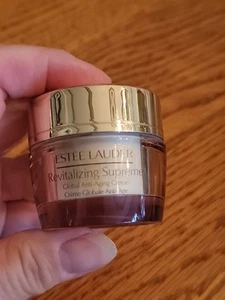 ESTEE LAUDER
Revitalizing Supreme
Global Anti-Aging Creme
Crème Globale Anti-Âge